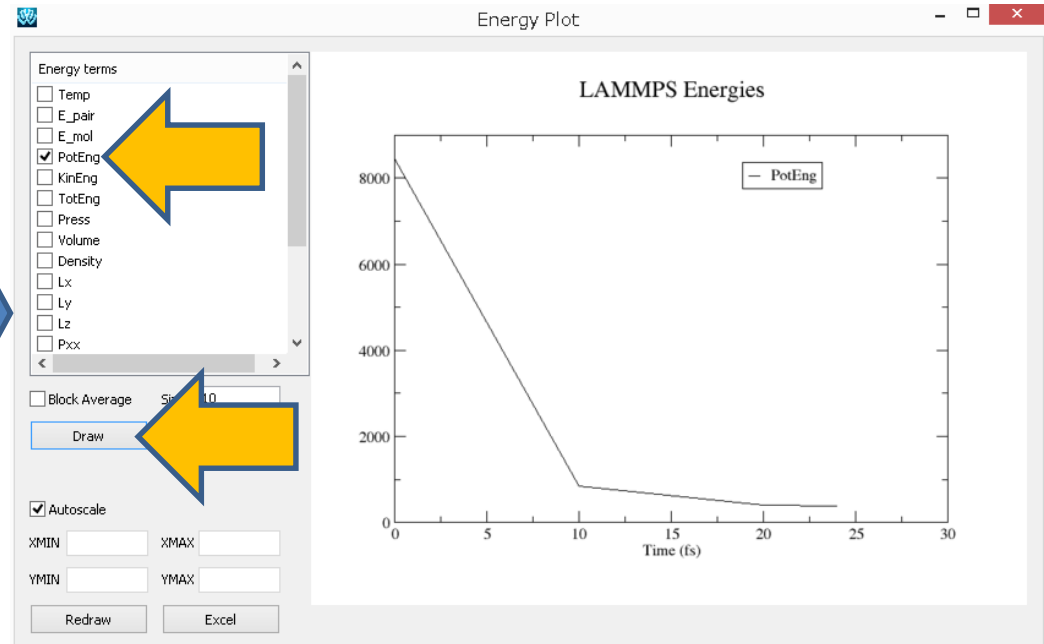 Energy Plot
Energy terms
Temp
E_pair
E_mol
PotEng
KinEng
TotEng
Press
Volume
Density
Lx
Ly
Lz
Pxx
Block Average
10
Draw
Autoscale
XMIN XMAX
YMIN YMAX
Redraw Excel
LAMMPS Energies
PotEng
8000
6000
4000
2000
0
0 5 10 15 20 25 30
Time (fs)